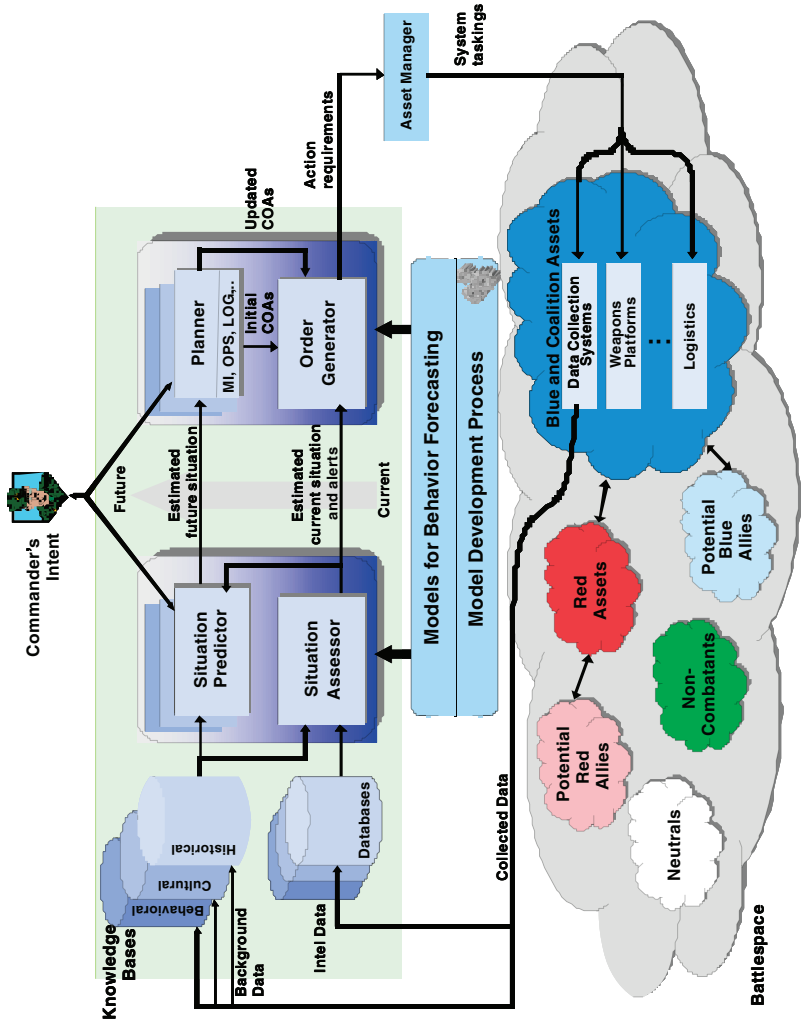 Commander's
Intent
Knowledge
Bases
Behavioral
Cultural
Historical
Background
Data
Intel Data
Databases
Situation
Predictor
Situation
Assessor
Future
Estimated
future situation
Estimated
current situation
and alerts
Current
Planner
MI, OPS, LOG,..
Initial
COAs
Updated
COAs
Order
Generator
Action
requirements
Asset Manager
System
taskings
Models for Behavior Forecasting
Model Development Process
Collected Data
Blue and Coalition Assets
Data Collection
Systems
Weapons
Platforms
...
Logistics
Red
Assets
Potential
Red
Allies
Potential
Blue
Allies
Non-
Combatants
Neutrals
Battlespace